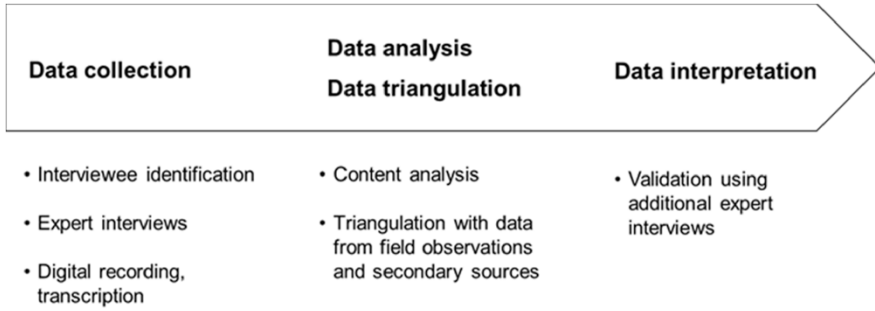 Data collection
Data analysis
Data triangulation
Data interpretation
• Interviewee identification
• Expert interviews
• Digital recording,
transcription
• Content analysis
• Triangulation with data
from field observations
and secondary sources
• Validation using
additional expert
interviews